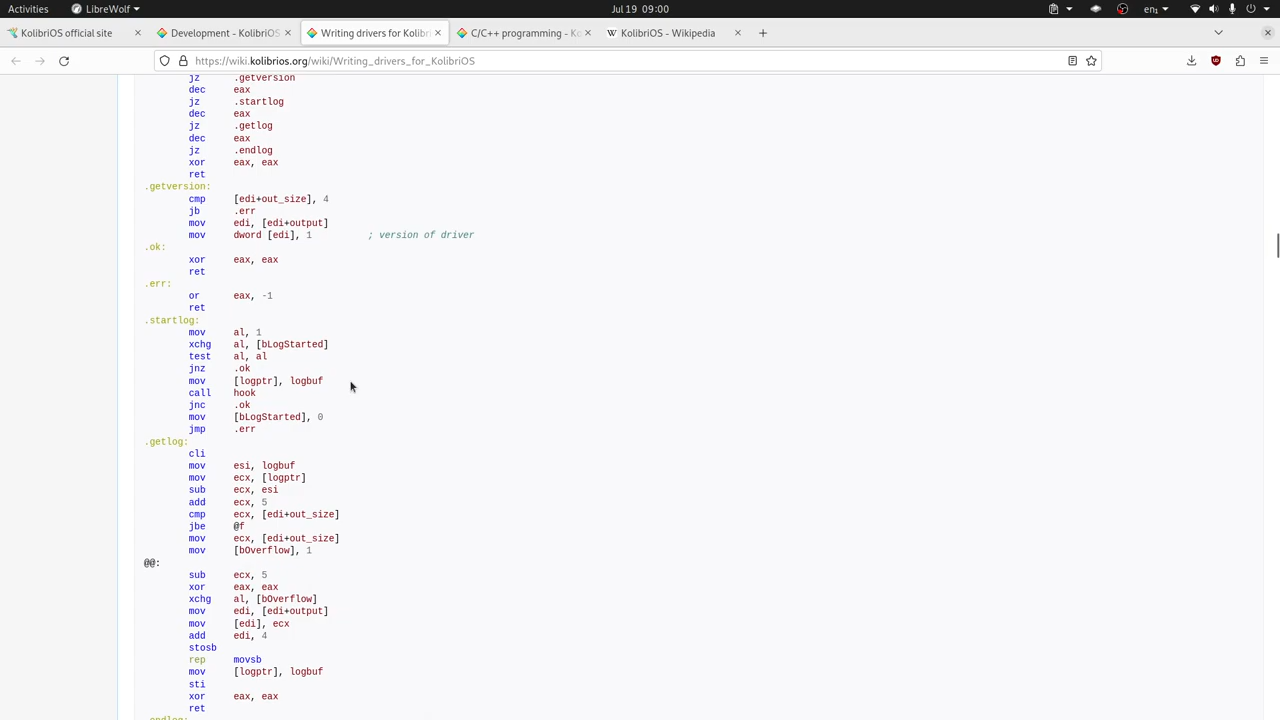 Activities LibreWolf Jul 19 09:00 en₁
KolibriOS official site Development - KolibriOS Writing drivers for Kolibri C/C++ programming - Ko KolibriOS - Wikipedia
https://wiki.kolibrios.org/wiki/Writing_drivers_for_KolibriOS
jz .getversion
dec eax
jz .startlog
dec eax
jz .getlog
dec eax
jz .endlog
xor eax, eax
ret
.getversion:
cmp [edi+out_size], 4
jb .err
mov edi, [edi+output]
mov dword [edi], 1 ; version of driver
.ok:
xor eax, eax
ret
.err:
or eax, -1
ret
.startlog:
mov al, 1
xchg al, [bLogStarted]
test al, al
jnz .ok
mov [logptr], logbuf
call hook
jnc .ok
mov [bLogStarted], 0
jmp .err
.getlog:
cli
mov esi, logbuf
mov ecx, [logptr]
sub ecx, esi
add ecx, 5
cmp ecx, [edi+out_size]
jbe @f
mov ecx, [edi+out_size]
mov [bOverflow], 1
@@:
sub ecx, 5
xor eax, eax
xchg al, [bOverflow]
mov edi, [edi+output]
mov [edi], ecx
add edi, 4
stosb
rep movsb
mov [logptr], logbuf
sti
xor eax, eax
ret
.endlog: